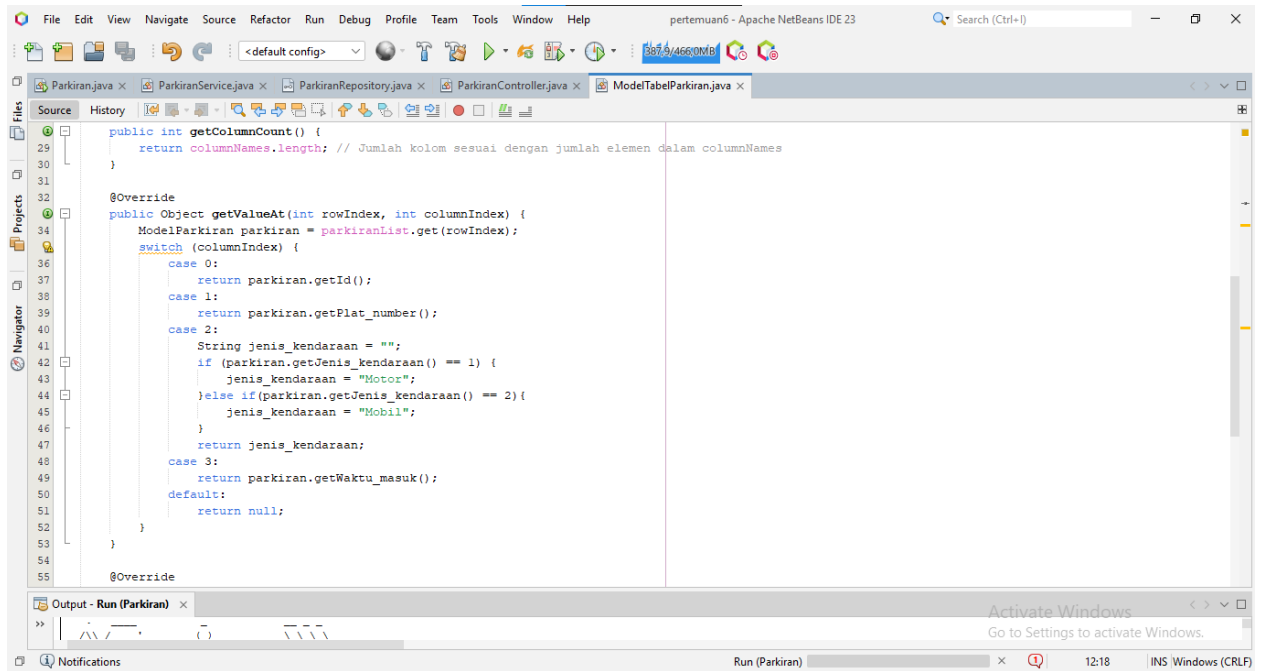 File Edit View Navigate Source Refactor Run Debug Profile Team Tools Window Help pertemuan6 - Apache NetBeans IDE 23 Search (Ctrl+I)
<default config> 387,9/466,0MB
Parkiran.java ParkiranService.java ParkiranRepository.java ParkiranController.java ModelTabelParkiran.java
Files
Projects
Navigator
Source History
public int getColumnCount() {
29 return columnNames.length; // Jumlah kolom sesuai dengan jumlah elemen dalam columnNames
30 }
31
32 @Override
public Object getValueAt(int rowIndex, int columnIndex) {
34 ModelParkiran parkiran = parkiranList.get(rowIndex);
switch (columnIndex) {
36 case 0:
37 return parkiran.getId();
38 case 1:
39 return parkiran.getPlat_number();
40 case 2:
41 String jenis_kendaraan = "";
42 if (parkiran.getJenis_kendaraan() == 1) {
43 jenis_kendaraan = "Motor";
44 }else if(parkiran.getJenis_kendaraan() == 2){
45 jenis_kendaraan = "Mobil";
46 }
47 return jenis_kendaraan;
48 case 3:
49 return parkiran.getWaktu_masuk();
50 default:
51 return null;
52 }
53 }
54
55 @Override
Output - Run (Parkiran)
Activate Windows
Go to Settings to activate Windows.
Notifications Run (Parkiran) 1 12:18 INS Windows (CRLF)